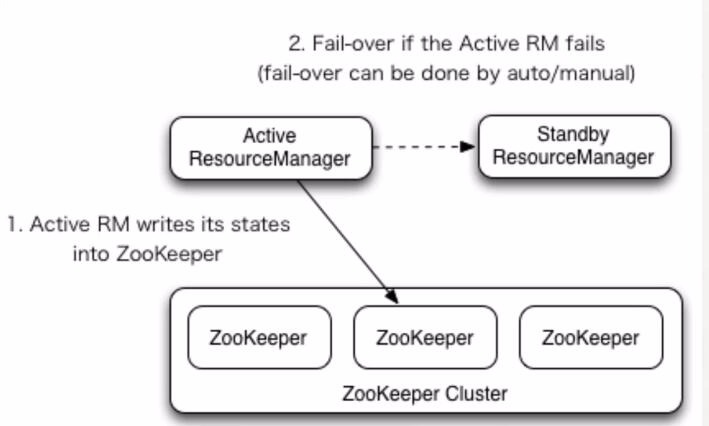 2. Fail-over if the Active RM fails
(fail-over can be done by auto/manual)
Active
ResourceManager
Standby
ResourceManager
1. Active RM writes its states
into ZooKeeper
ZooKeeper
ZooKeeper
ZooKeeper
ZooKeeper Cluster